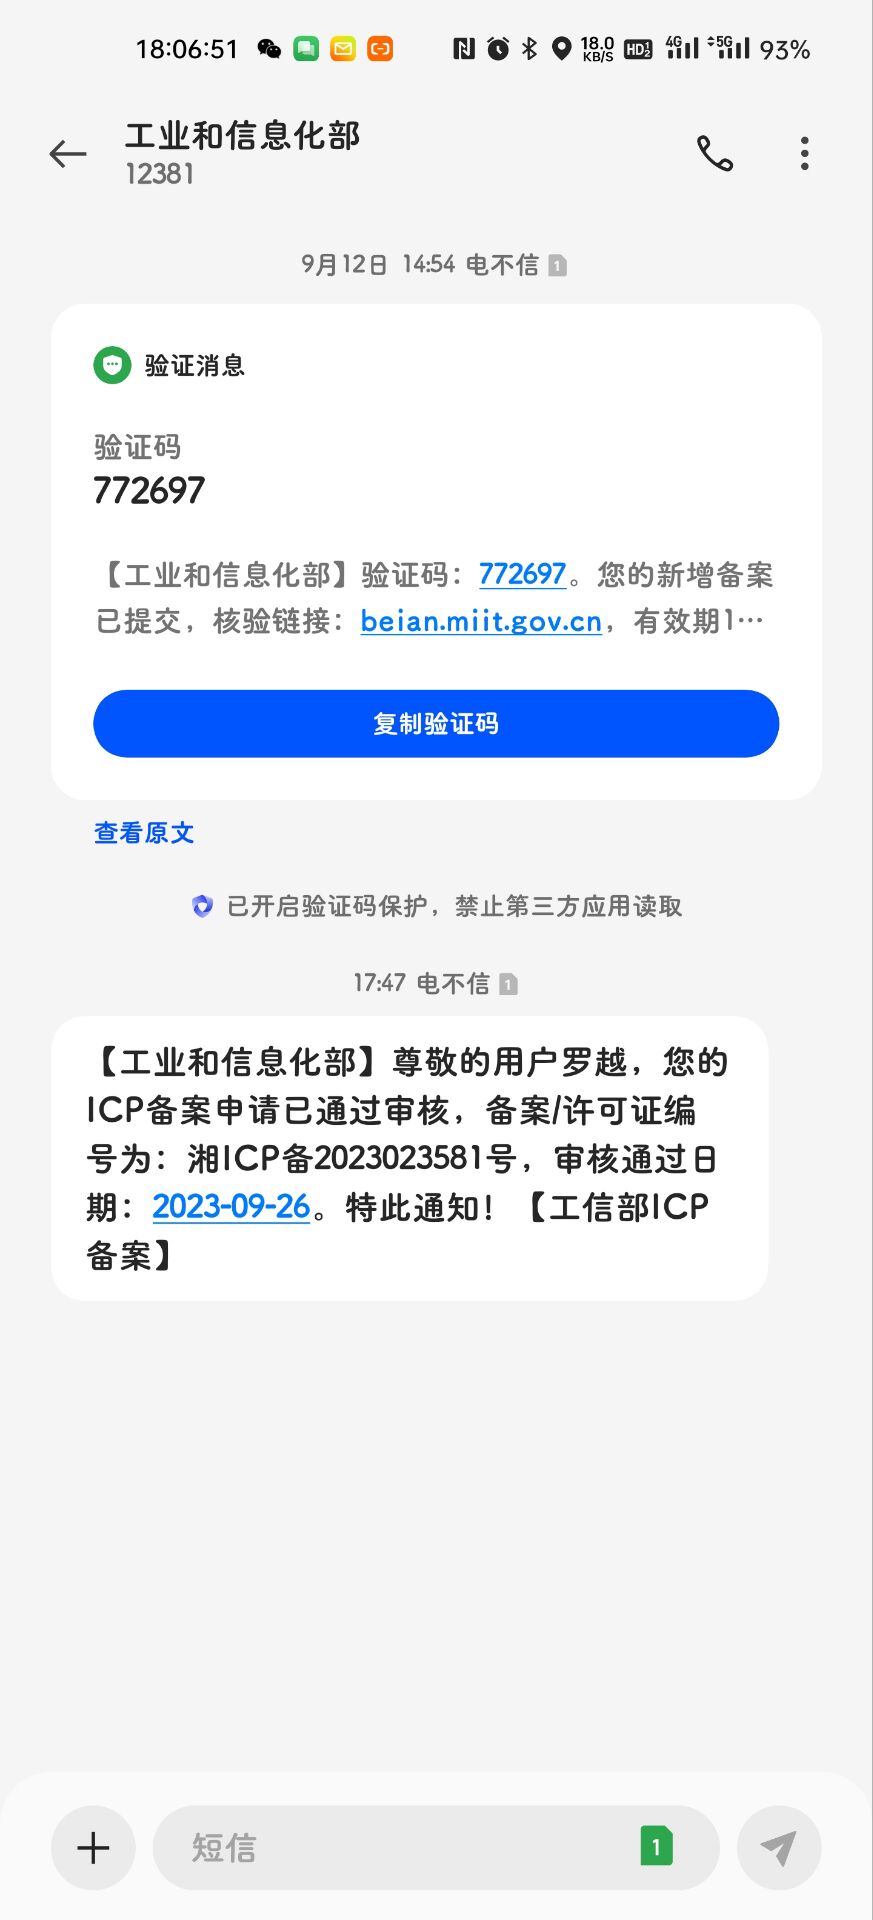 18:06:51 18.0 KB/S HD 1 2 4G 5G 93%
工业和信息化部
12381
9月12日 14:54 电不信 1
验证消息
验证码
772697
【工业和信息化部】验证码：772697。您的新增备案
已提交，核验链接：beian.miit.gov.cn，有效期1…
复制验证码
查看原文
已开启验证码保护，禁止第三方应用读取
17:47 电不信 1
【工业和信息化部】尊敬的用户罗越，您的
ICP备案申请已通过审核，备案/许可证编
号为：湘ICP备2023023581号，审核通过日
期：2023-09-26。特此通知！【工信部ICP
备案】
短信 1